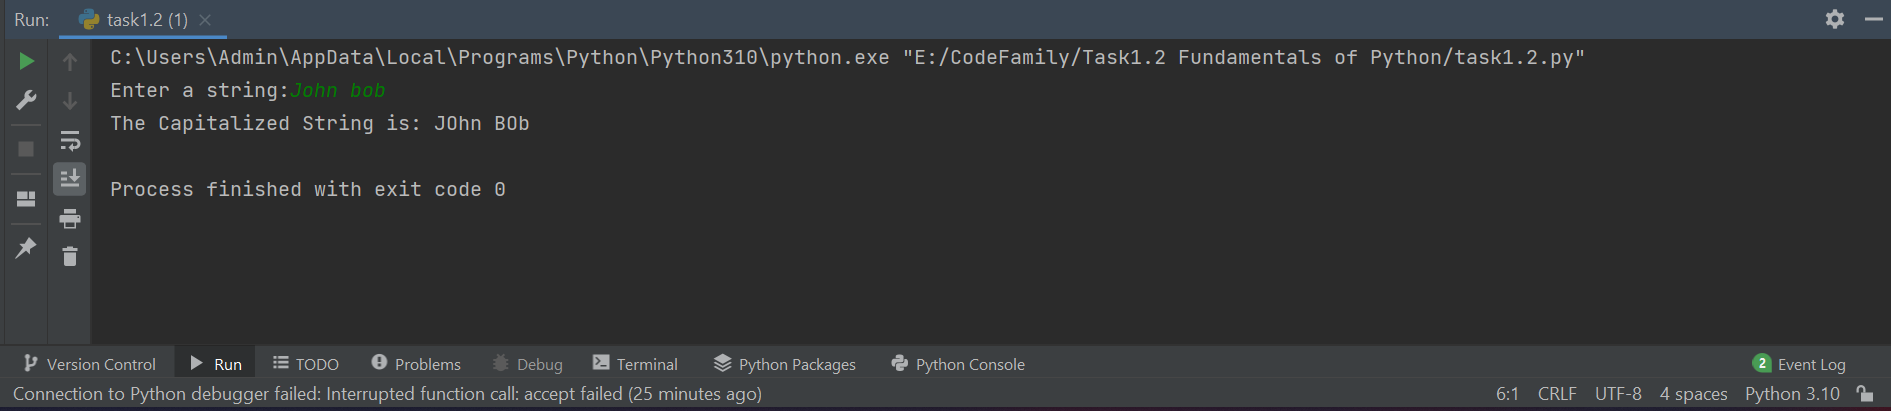 Run: task1.2 (1)
C:\Users\Admin\AppData\Local\Programs\Python\Python310\python.exe "E:/CodeFamily/Task1.2 Fundamentals of Python/task1.2.py"
Enter a string:John bob
The Capitalized String is: JOhn BOb
Process finished with exit code 0
Version Control Run TODO Problems Debug Terminal Python Packages Python Console 2 Event Log
Connection to Python debugger failed: Interrupted function call: accept failed (25 minutes ago) 6:1 CRLF UTF-8 4 spaces Python 3.10